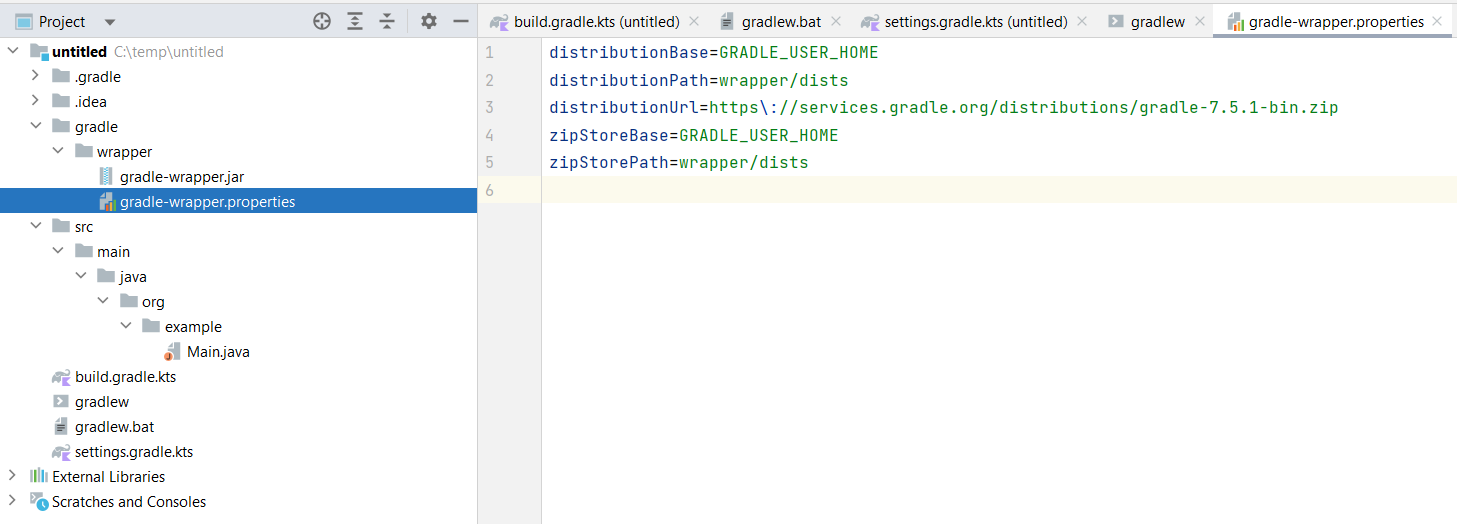 Project
build.gradle.kts (untitled) gradlew.bat settings.gradle.kts (untitled) gradlew gradle-wrapper.properties
untitled C:\temp\untitled
.gradle
.idea
gradle
wrapper
gradle-wrapper.jar
gradle-wrapper.properties
src
main
java
org
example
Main.java
build.gradle.kts
gradlew
gradlew.bat
settings.gradle.kts
External Libraries
Scratches and Consoles
1 distributionBase=GRADLE_USER_HOME
2 distributionPath=wrapper/dists
3 distributionUrl=https\://services.gradle.org/distributions/gradle-7.5.1-bin.zip
4 zipStoreBase=GRADLE_USER_HOME
5 zipStorePath=wrapper/dists
6